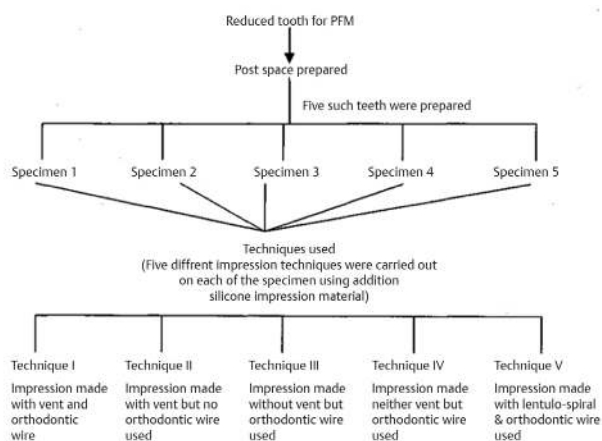 Reduced tooth for PFM
Post space prepared
Five such teeth were prepared
Specimen 1
Specimen 2
Specimen 3
Specimen 4
Specimen 5
Techniques used
(Five diffrent impression techniques were carried out
on each of the specimen using addition
silicone impression material)
Technique I
Impression made
with vent and
orthodontic
wire
Technique II
Impression made
with vent but no
orthodontic wire
used
Technique III
Impression made
without vent but
orthodontic wire
used
Technique IV
Impression made
neither vent but
orthodontic wire
used
Technique V
Impression made
with lentulo-spiral
& orthodontic wire
used